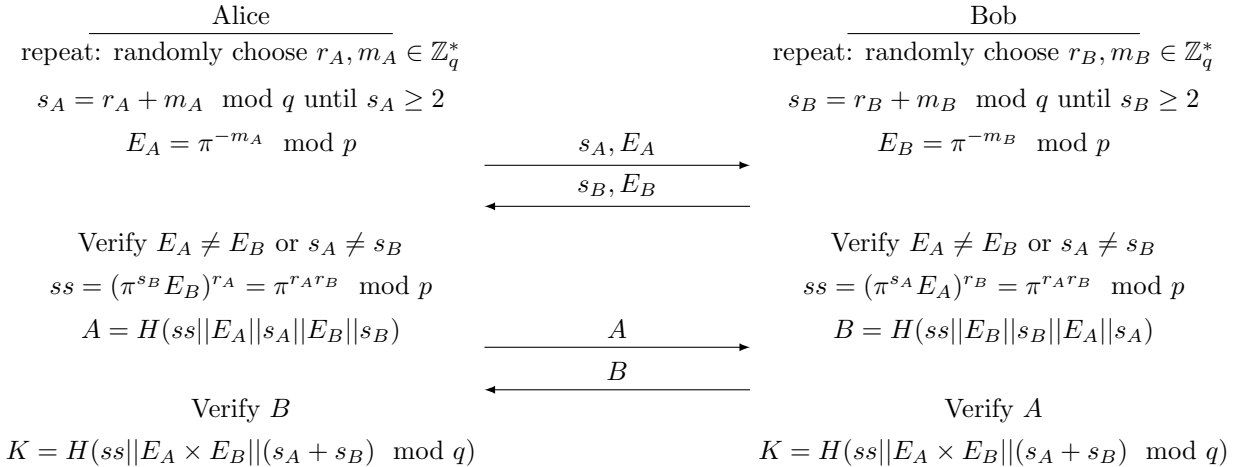 Alice Bob
repeat: randomly choose r_A, m_A ∈ ℤ_q^* repeat: randomly choose r_B, m_B ∈ ℤ_q^*
s_A = r_A + m_A mod q until s_A ≥ 2 s_B = r_B + m_B mod q until s_B ≥ 2
E_A = π^{-m_A} mod p s_A, E_A E_B = π^{-m_B} mod p
s_B, E_B
Verify E_A ≠ E_B or s_A ≠ s_B Verify E_A ≠ E_B or s_A ≠ s_B
ss = (π^{s_B} E_B)^{r_A} = π^{r_A r_B} mod p ss = (π^{s_A} E_A)^{r_B} = π^{r_A r_B} mod p
A = H(ss||E_A||s_A||E_B||s_B) A B = H(ss||E_B||s_B||E_A||s_A)
B
Verify B Verify A
K = H(ss||E_A × E_B||(s_A + s_B) mod q) K = H(ss||E_A × E_B||(s_A + s_B) mod q)